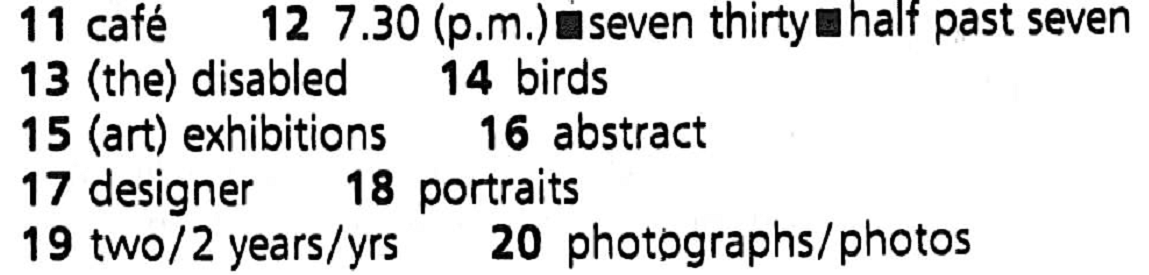 11 café 12 7.30 (p.m.) ■ seven thirty ■ half past seven
13 (the) disabled 14 birds
15 (art) exhibitions 16 abstract
17 designer 18 portraits
19 two/2 years/yrs 20 photographs/photos